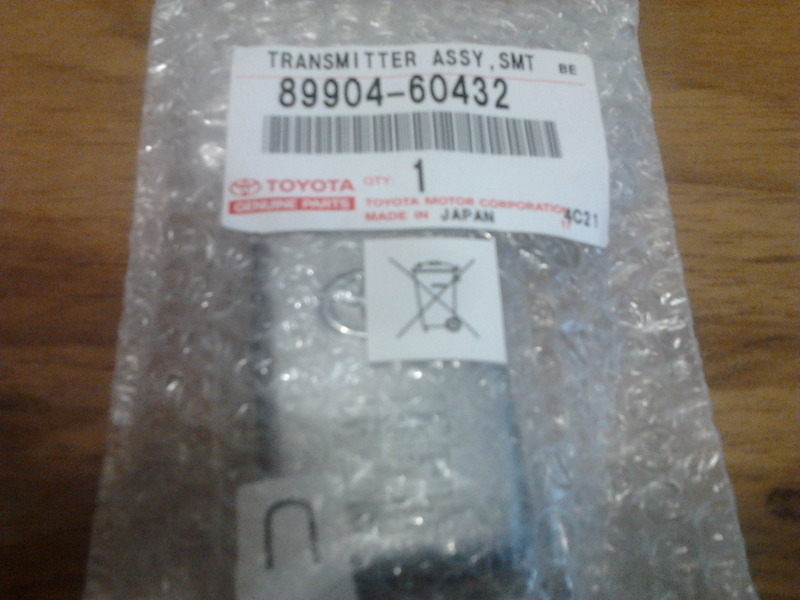 TRANSMITTER ASSY,SMT BE
89904-60432
TOYOTA QTY: 1
GENUINE PARTS TOYOTA MOTOR CORPORATION
MADE IN JAPAN 4C21